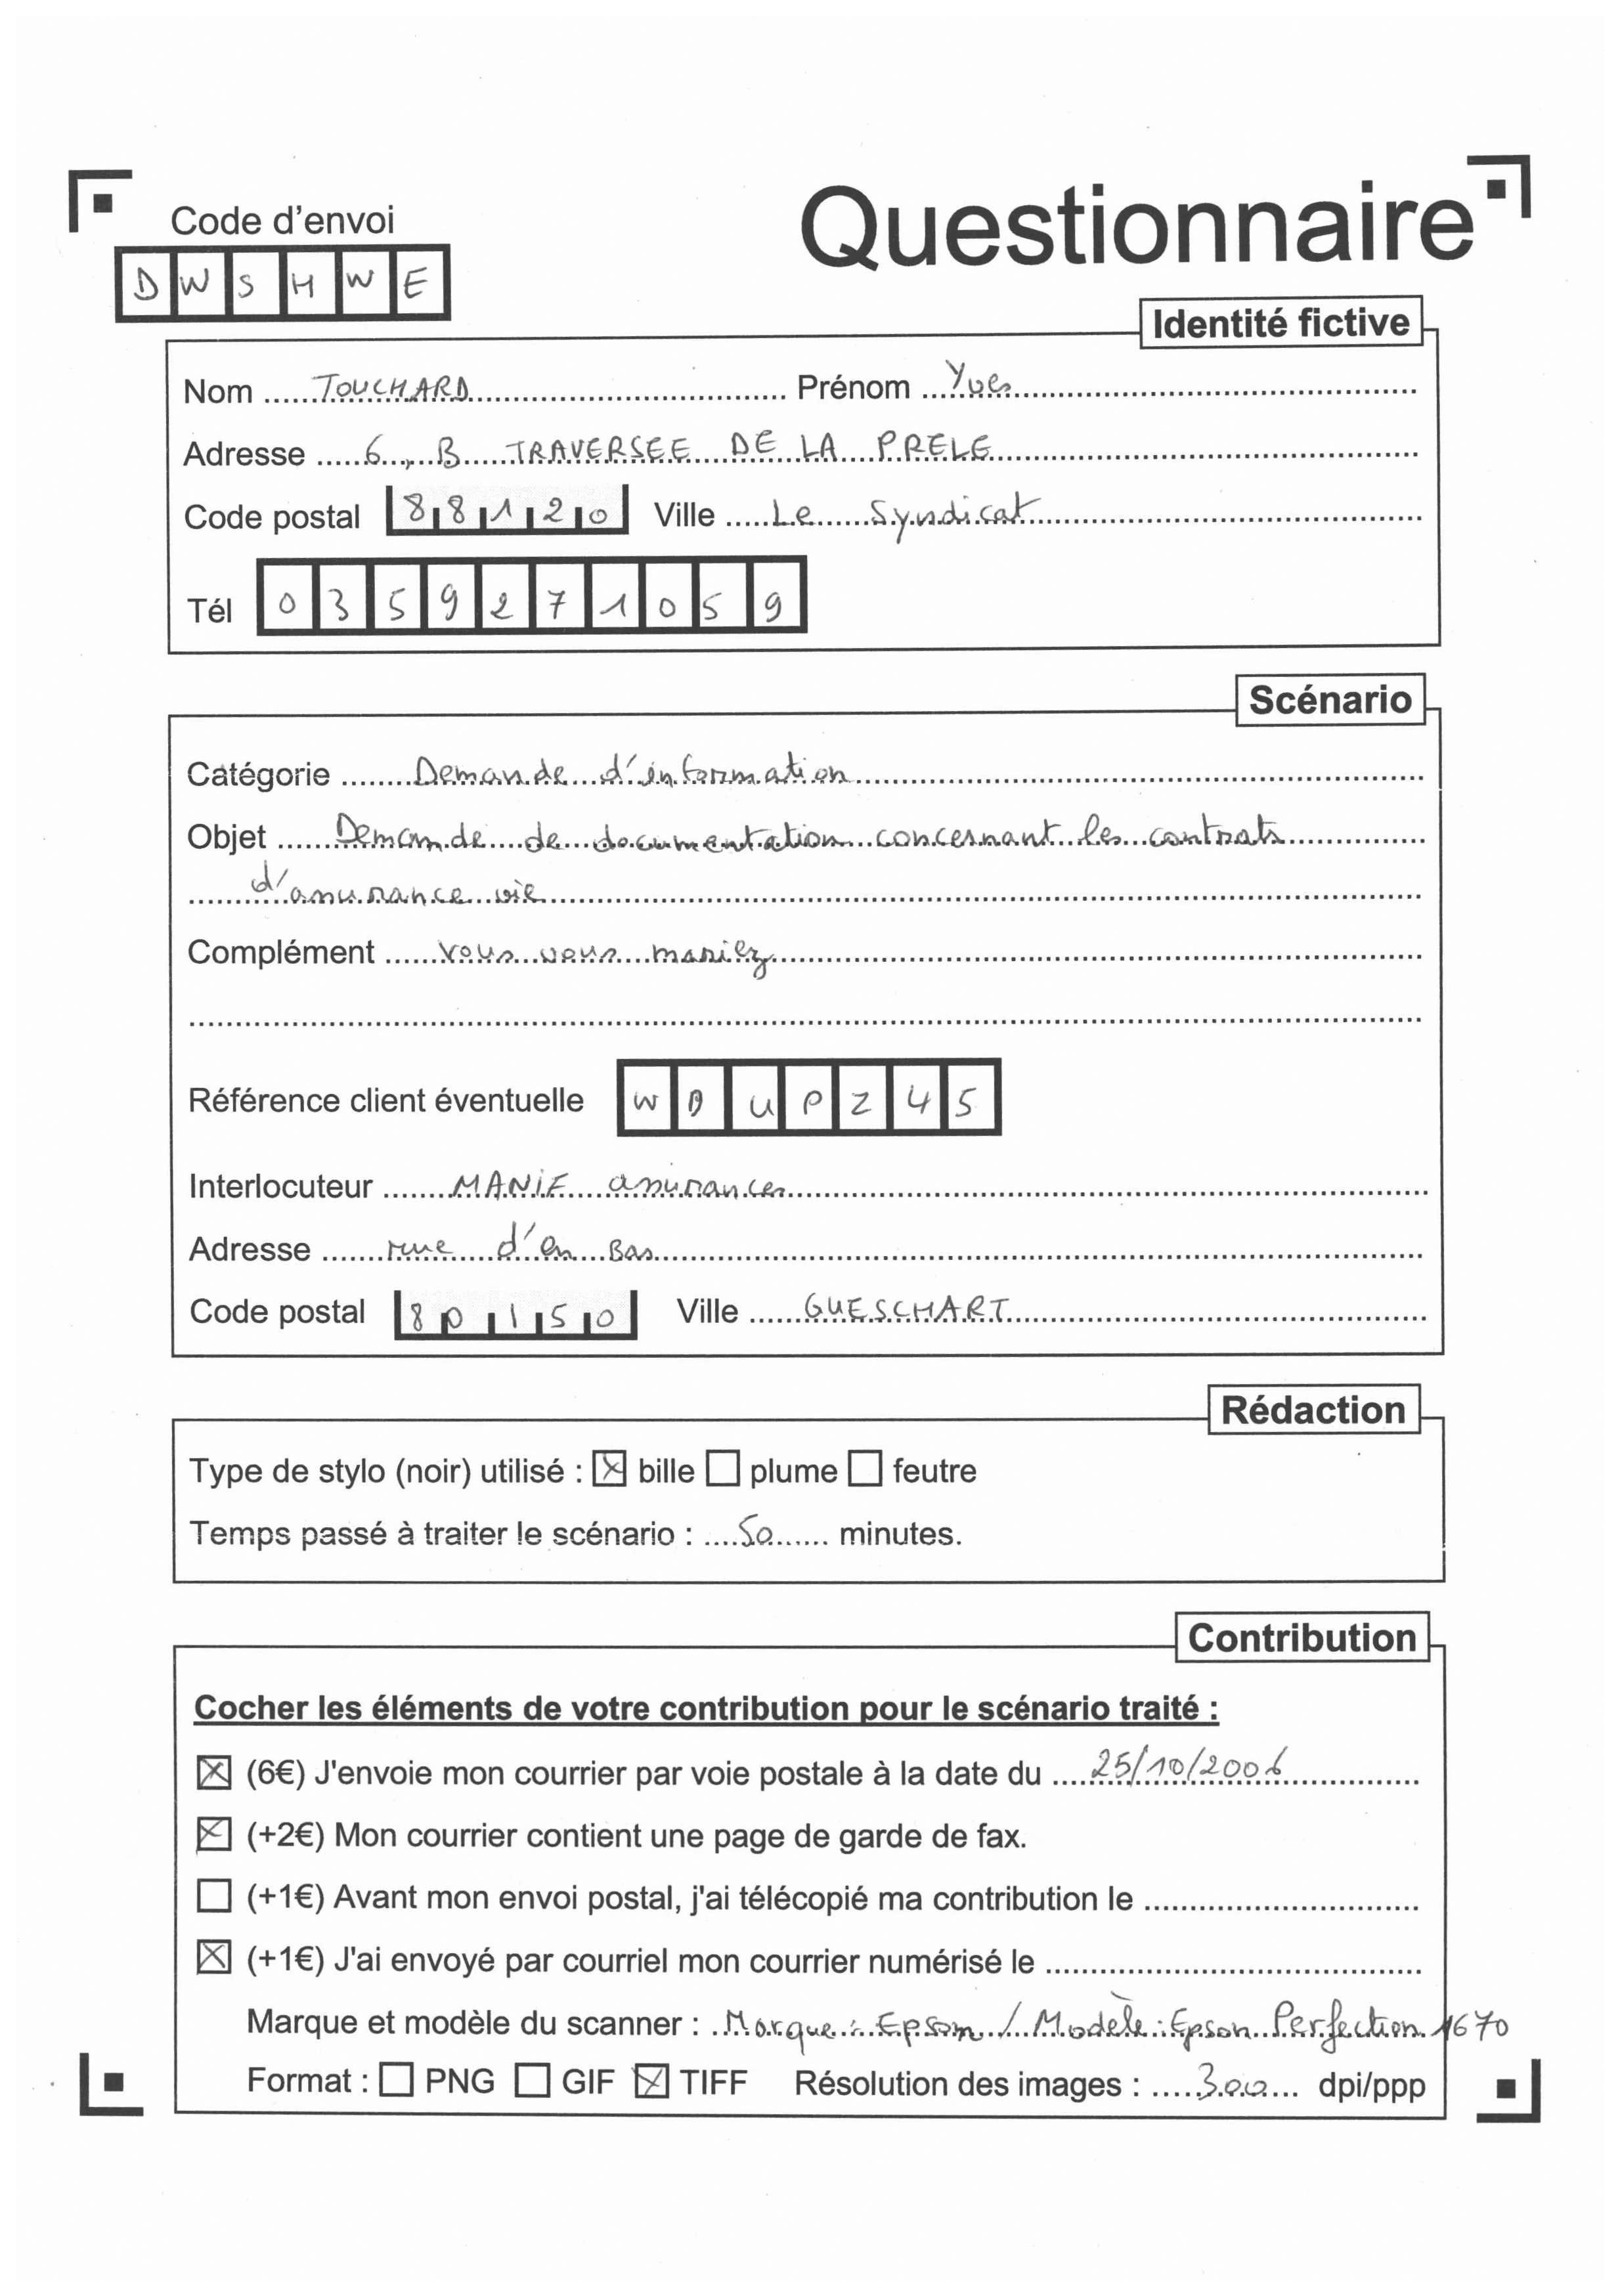 Code d'envoi
Questionnaire
D W S H W E
Identité fictive
Nom ...... TOUCHARD ...... Prénom ... Yves ......
Adresse ..... 6, B TRAVERSEE DE LA PRELE ......
Code postal 8 8 1 2 0 Ville ..... Le Syndicat ......
Tél 0 3 5 9 2 7 1 0 5 9
Scénario
Catégorie ...... Demande d'information ......
Objet ..... Demande de documentation concernant les contrats ......
...... d'assurance vie ......
Complément ..... vous vous mariez ......
Référence client éventuelle W D U P Z 4 5
Interlocuteur ...... MANIF assurances ......
Adresse ...... rue d'en Bas ......
Code postal 8 0 1 5 0 Ville ..... GUESCHART ......
Rédaction
Type de stylo (noir) utilisé : ☒ bille ☐ plume ☐ feutre
Temps passé à traiter le scénario : .... 50 ...... minutes.
Contribution
Cocher les éléments de votre contribution pour le scénario traité :
☒ (6€) J'envoie mon courrier par voie postale à la date du .... 25/10/2006 ......
☒ (+2€) Mon courrier contient une page de garde de fax.
☐ (+1€) Avant mon envoi postal, j'ai télécopié ma contribution le ......
☒ (+1€) J'ai envoyé par courriel mon courrier numérisé le ......
Marque et modèle du scanner : Marque : Epson / Modèle : Epson Perfection 1670
Format : ☐ PNG ☐ GIF ☒ TIFF Résolution des images : ..... 300 .... dpi/ppp